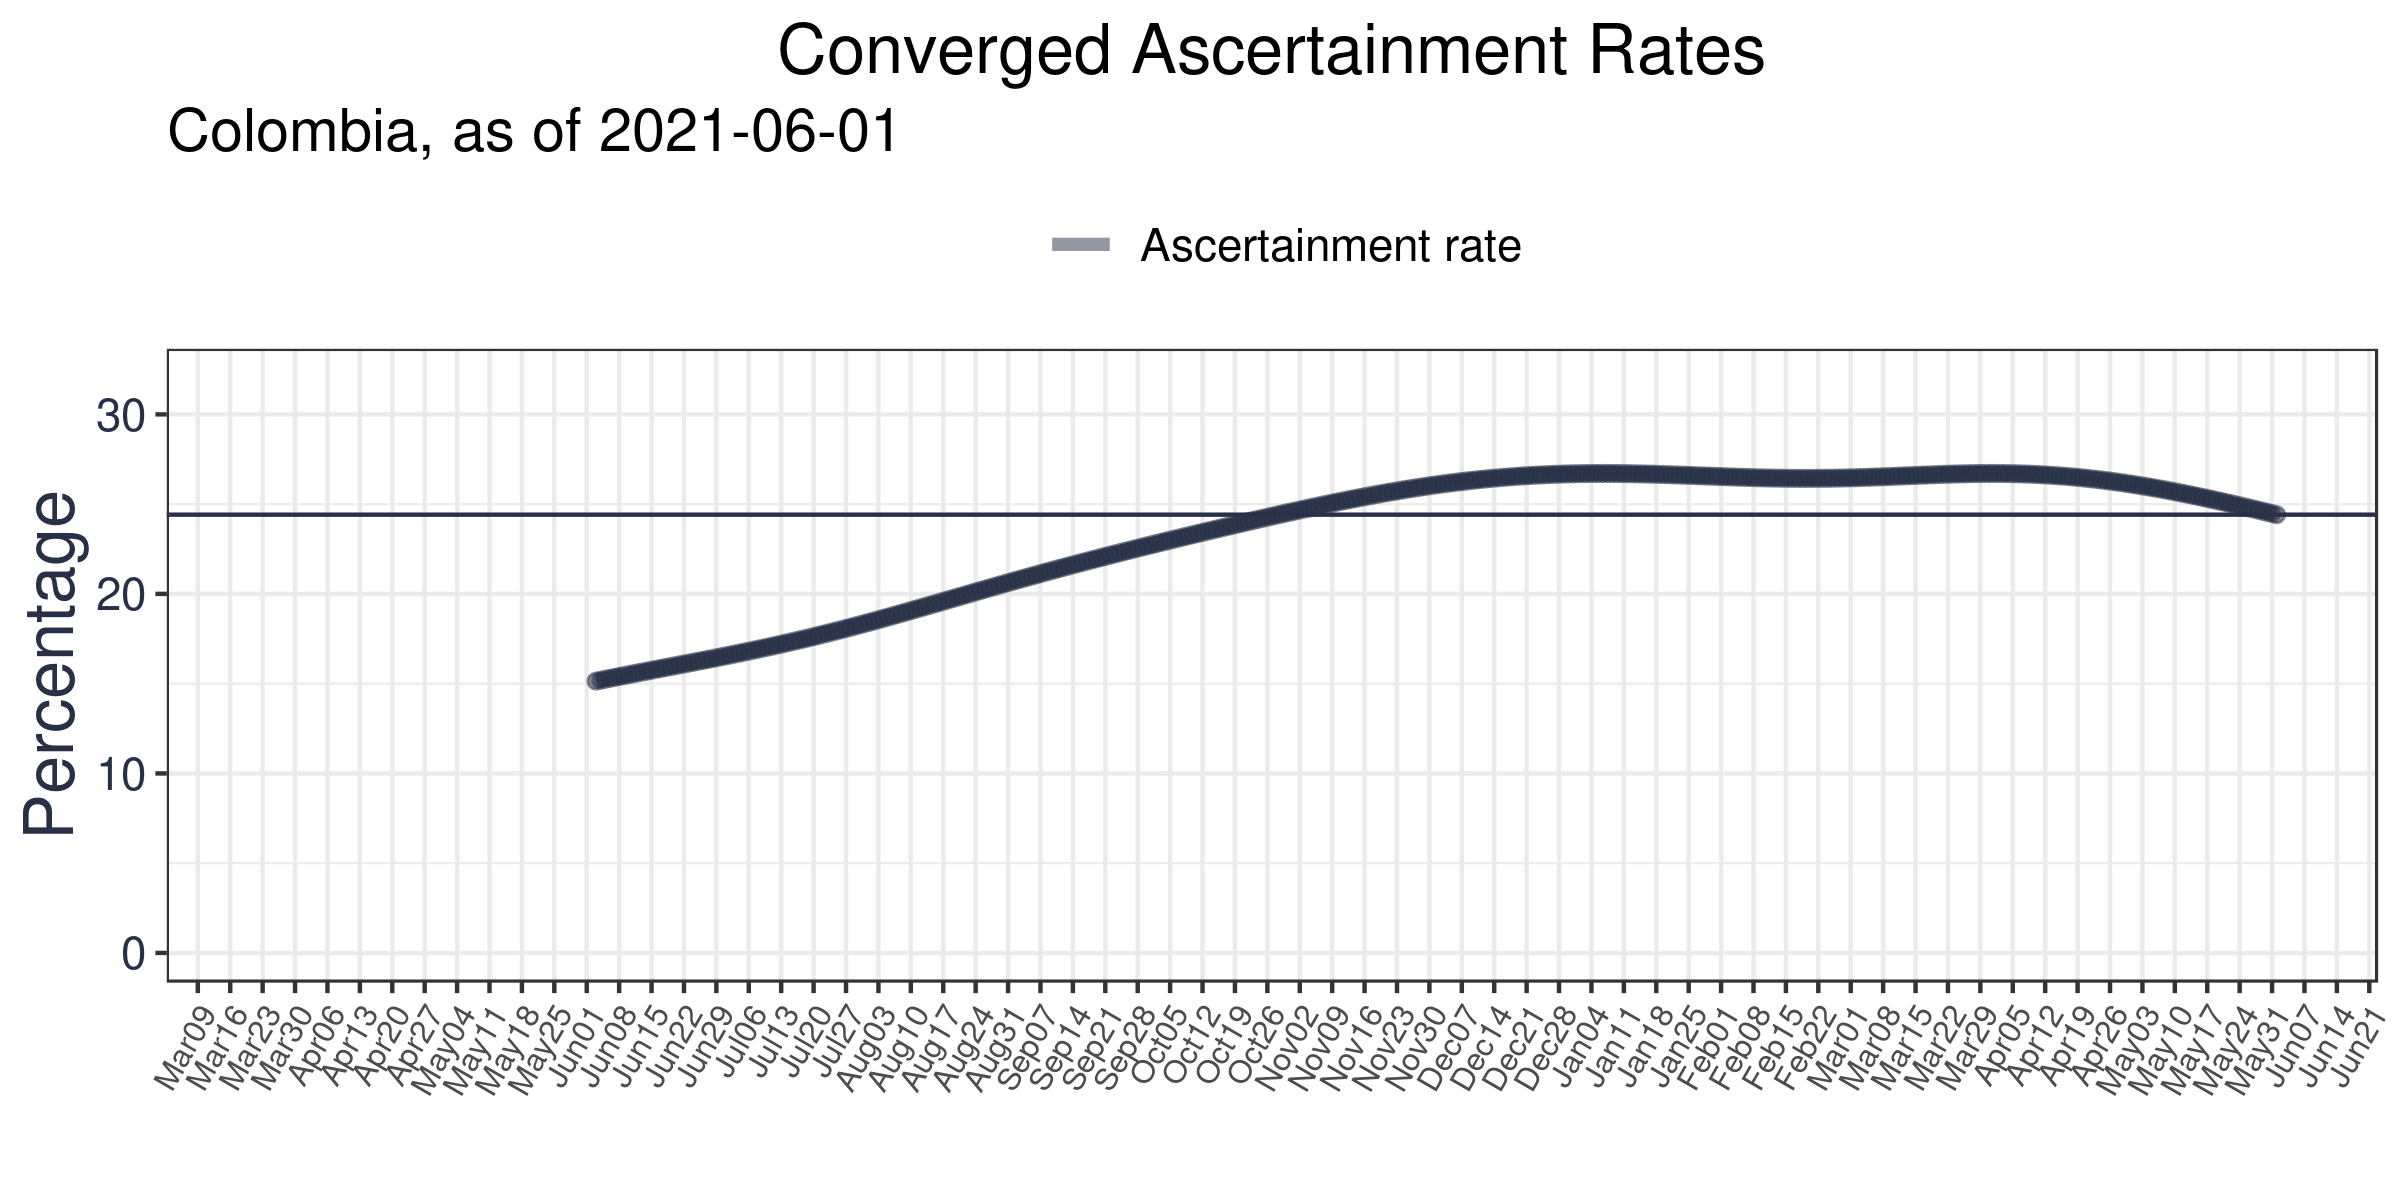 Converged Ascertainment Rates
Colombia, as of 2021-06-01
Ascertainment rate
Percentage
30
20
10
0
Mar09 Mar16 Mar23 Mar30 Apr06 Apr13 Apr20 Apr27 May04 May11 May18 May25 Jun01 Jun08 Jun15 Jun22 Jun29 Jul06 Jul13 Jul20 Jul27 Aug03 Aug10 Aug17 Aug24 Aug31 Sep07 Sep14 Sep21 Sep28 Oct05 Oct12 Oct19 Oct26 Nov02 Nov09 Nov16 Nov23 Nov30 Dec07 Dec14 Dec21 Dec28 Jan04 Jan11 Jan18 Jan25 Feb01 Feb08 Feb15 Feb22 Mar01 Mar08 Mar15 Mar22 Mar29 Apr05 Apr12 Apr19 Apr26 May03 May10 May17 May24 May31 Jun07 Jun14 Jun21